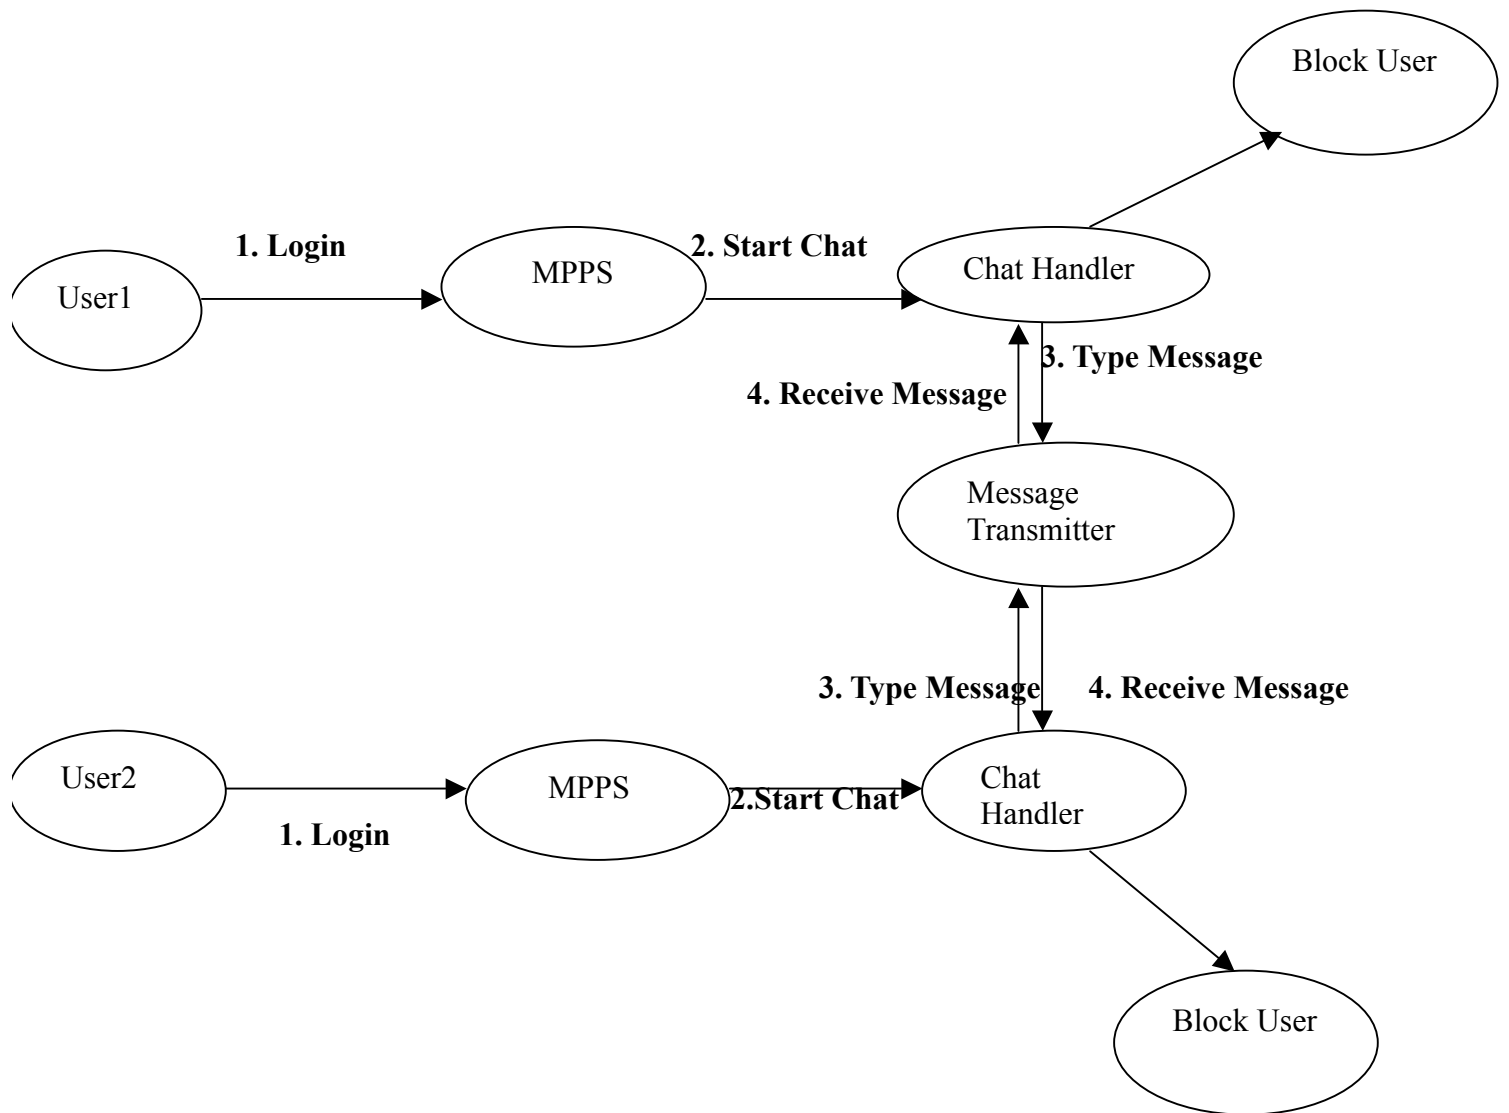 Block User
1. Login
2. Start Chat
User1
MPPS
Chat Handler
3. Type Message
4. Receive Message
Message
Transmitter
3. Type Message
4. Receive Message
User2
MPPS
2.Start Chat
Chat
Handler
1. Login
Block User